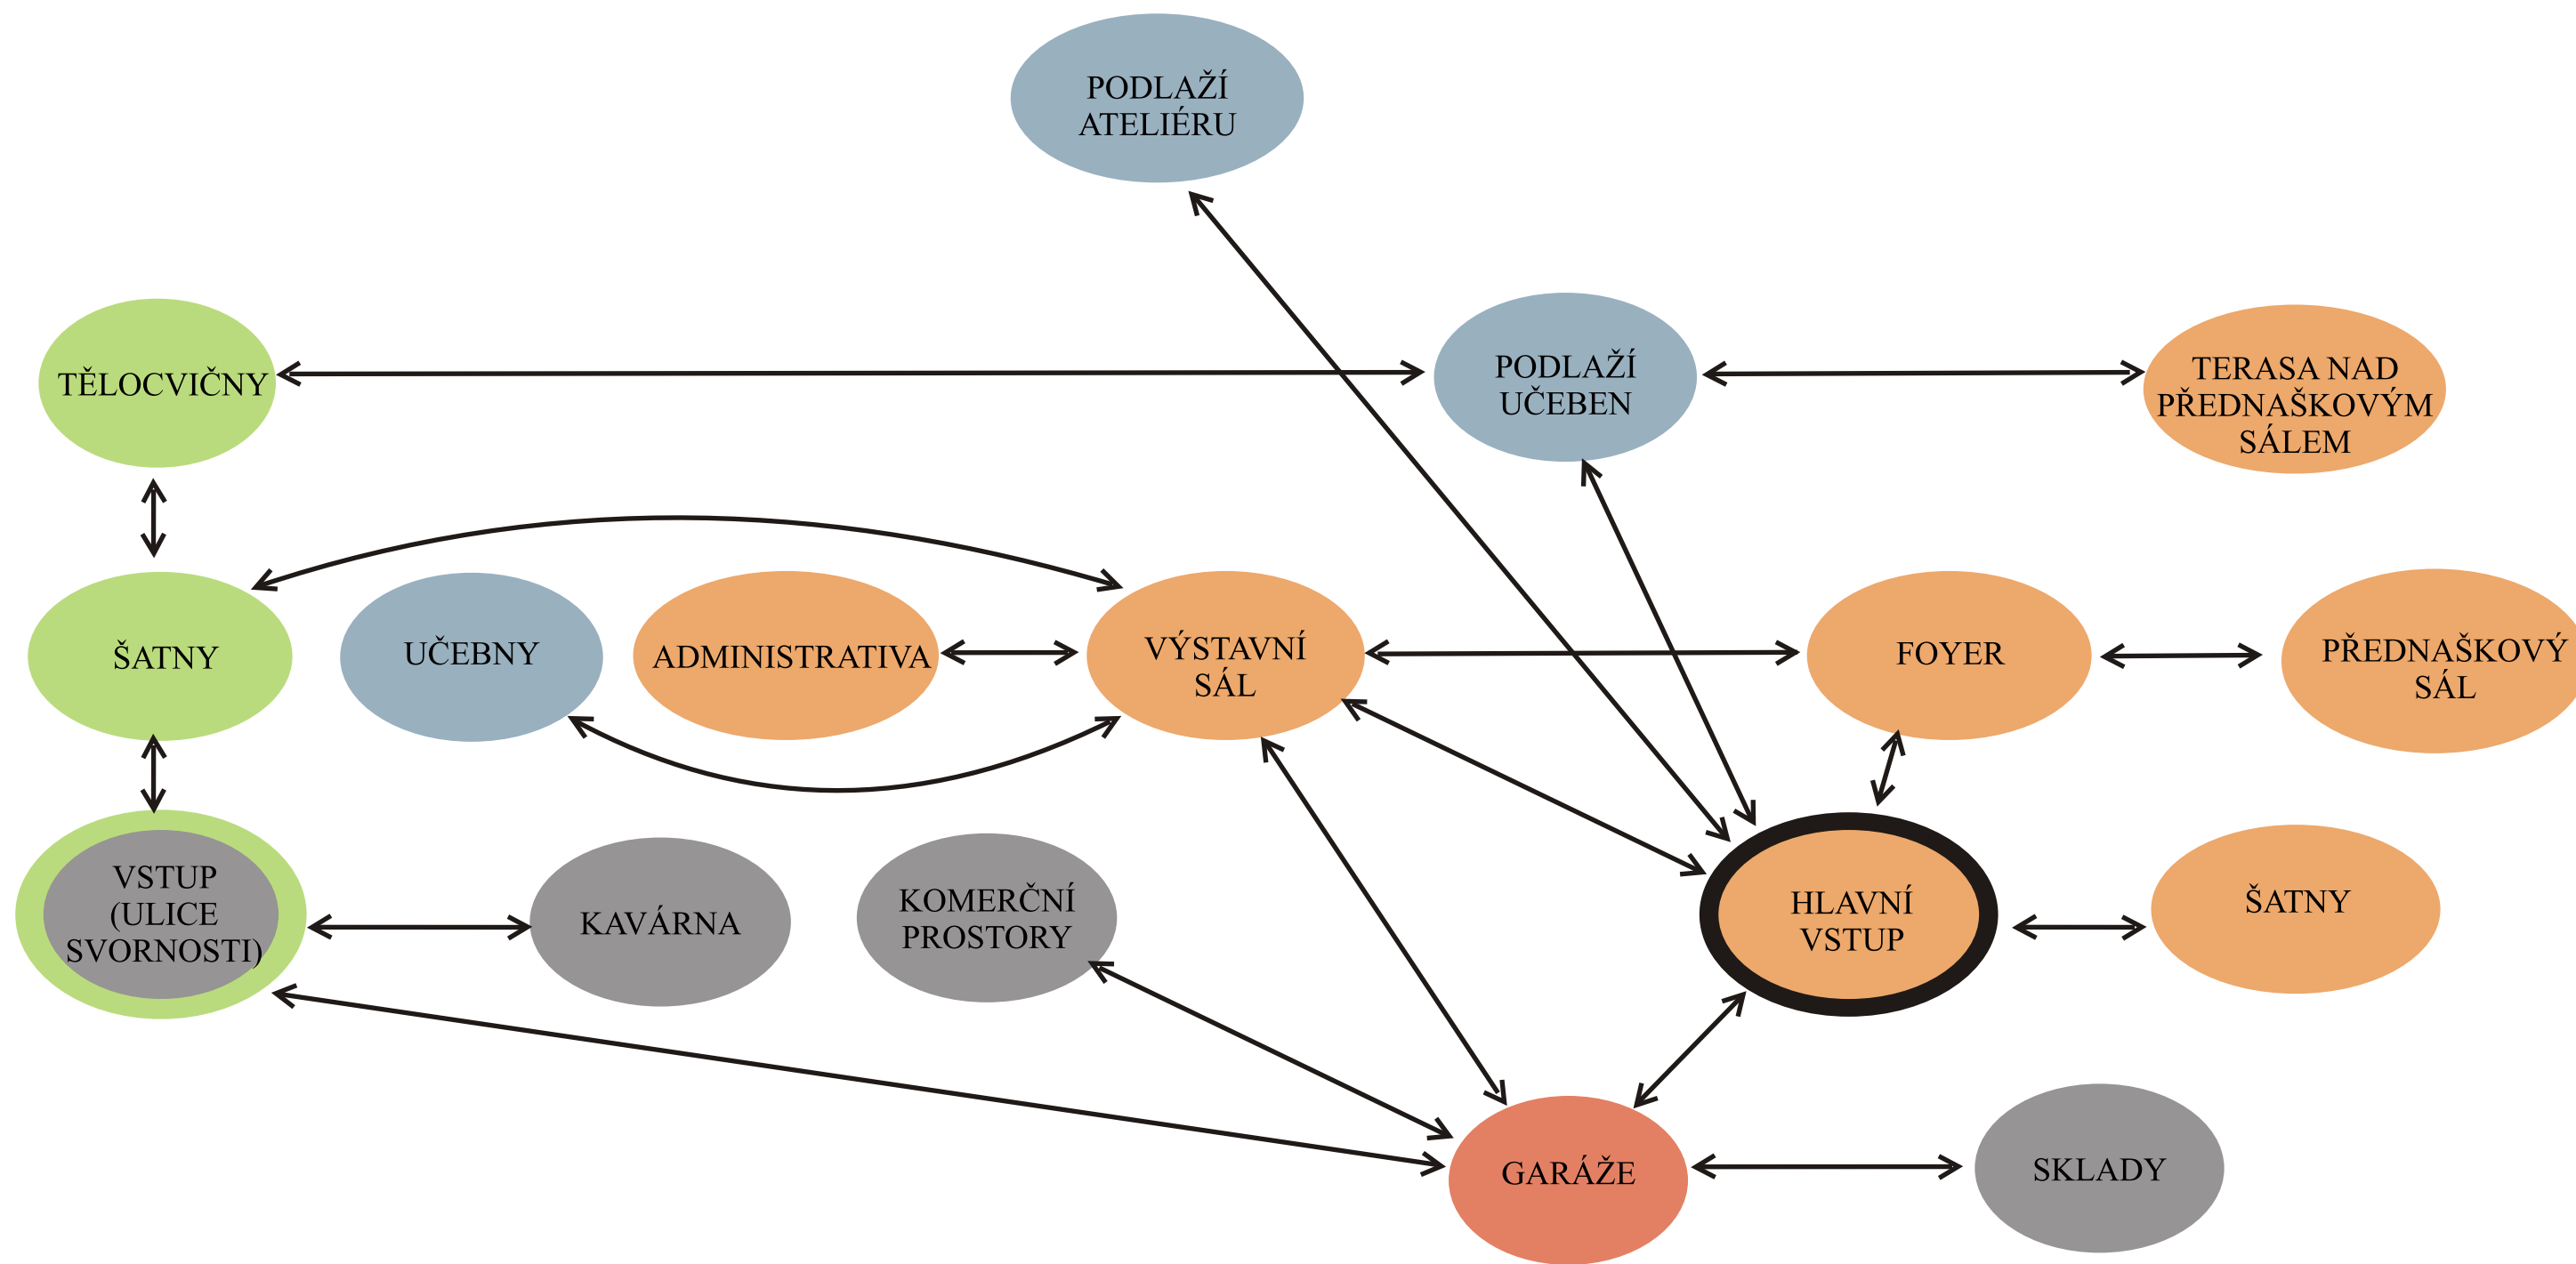 PODLAŽÍ
ATELIÉRU
TĚLOCVIČNY
PODLAŽÍ
UČEBEN
TERASA NAD
PŘEDNAŠKOVÝM
SÁLEM
ŠATNY
UČEBNY
ADMINISTRATIVA
VÝSTAVNÍ
SÁL
FOYER
PŘEDNAŠKOVÝ
SÁL
VSTUP
(ULICE
SVORNOSTI)
KAVÁRNA
KOMERČNÍ
PROSTORY
HLAVNÍ
VSTUP
ŠATNY
GARÁŽE
SKLADY